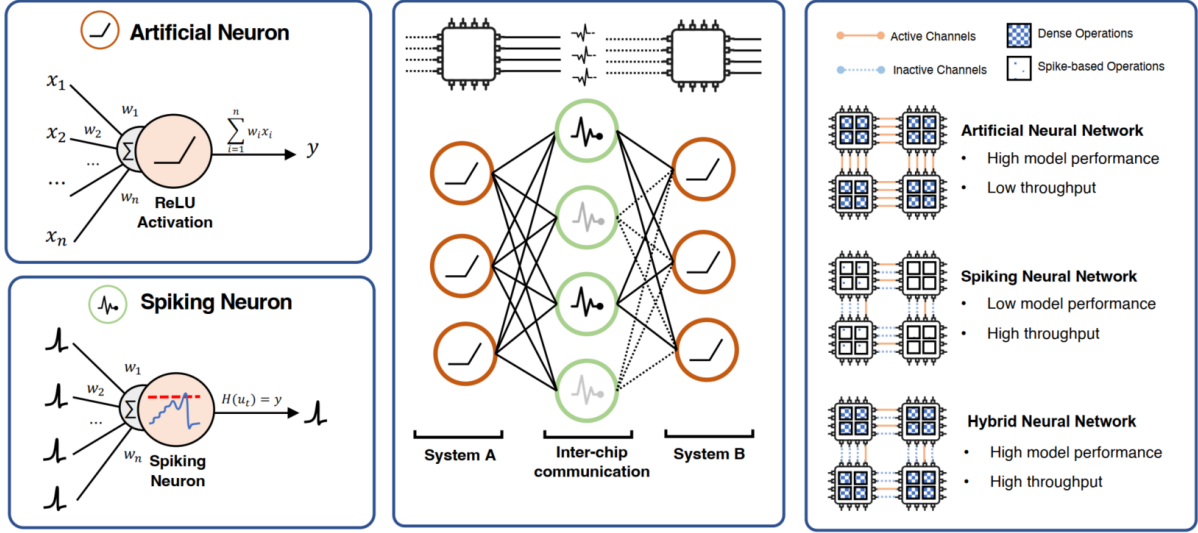 Artificial Neuron
x₁
x₂
...
xₙ
w₁
w₂
...
wₙ
Σ
ReLU
Activation
∑ᵢ₌₁ⁿ wᵢxᵢ
y
Spiking Neuron
w₁
w₂
...
wₙ
Σ
H(uₜ) = y
Spiking
Neuron
System A
Inter-chip
communication
System B
Active Channels
Dense Operations
Inactive Channels
Spike-based Operations
Artificial Neural Network
• High model performance
• Low throughput
Spiking Neural Network
• Low model performance
• High throughput
Hybrid Neural Network
• High model performance
• High throughput